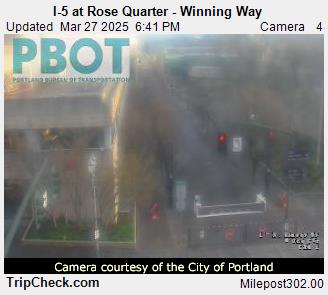 I-5 at Rose Quarter - Winning Way
Updated Mar 27 2025 6:41 PM Camera 4
PBOT
PORTLAND BUREAU OF TRANSPORTATION
Camera courtesy of the City of Portland
TripCheck.com Milepost302.00